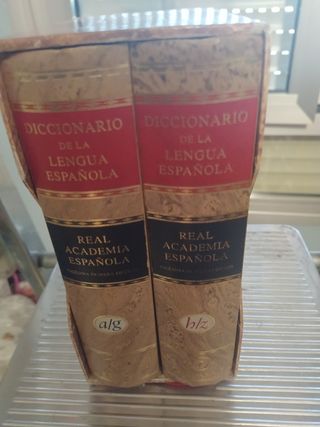 DICCIONARIO
DE LA
LENGUA
ESPAÑOLA
REAL
ACADEMIA
ESPAÑOLA
a/g
DICCIONARIO
DE LA
LENGUA
ESPAÑOLA
REAL
ACADEMIA
ESPAÑOLA
h/z